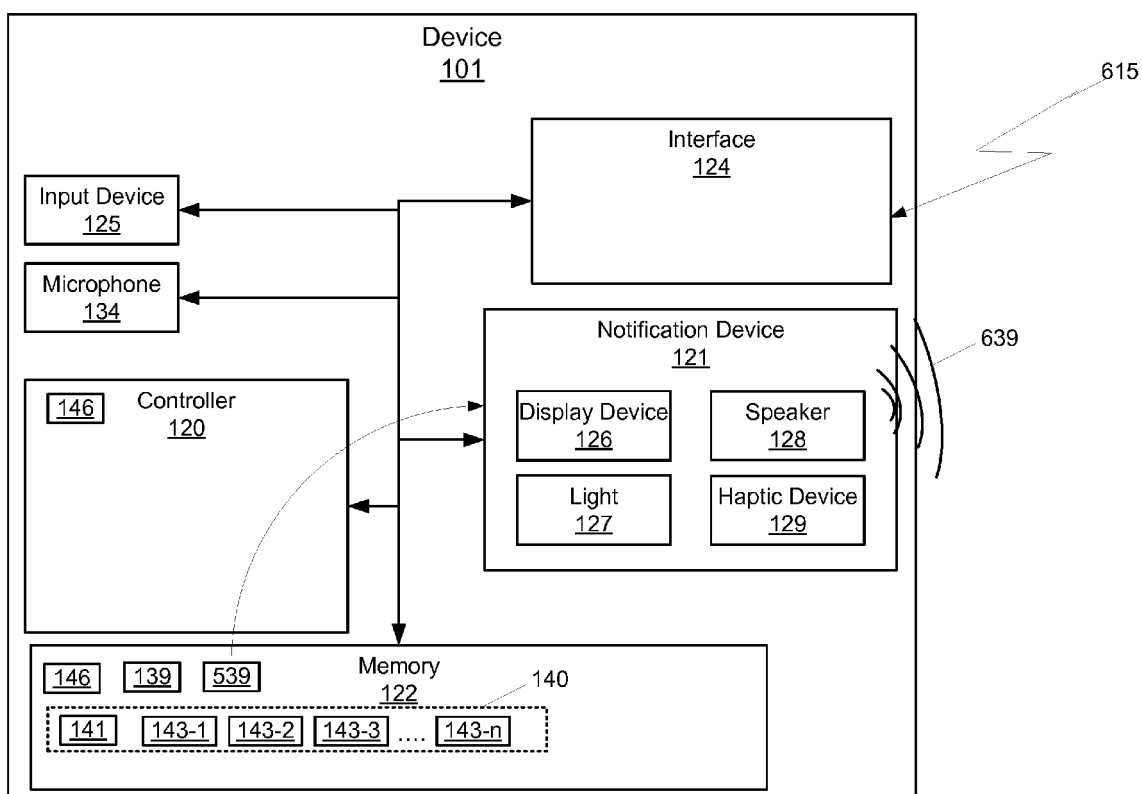 Device
101
615
Interface
124
Input Device
125
Microphone
134
Notification Device
121
639
146
Controller
120
Display Device
126
Speaker
128
Light
127
Haptic Device
129
146 139 539
Memory
122
140
141 143-1 143-2 143-3 .... 143-n